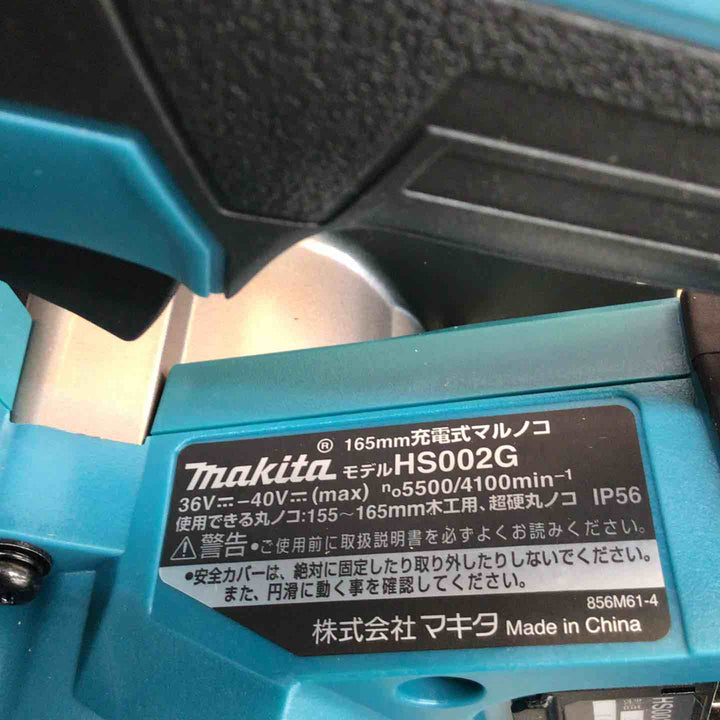 ® 165mm充電式マルノコ
makita モデルHS002G
36V⎓-40V⎓(max) n₀5500/4100min⁻¹
使用できる丸ノコ:155～165mm木工用、超硬丸ノコ IP56
⚠警告・ご使用前に取扱説明書を必ずよくお読みください。
•安全カバーは、絶対に固定したり取り外したりしないでください。
また、円滑に動く事を確認してください。
856M61-4
株式会社マキタ Made in China